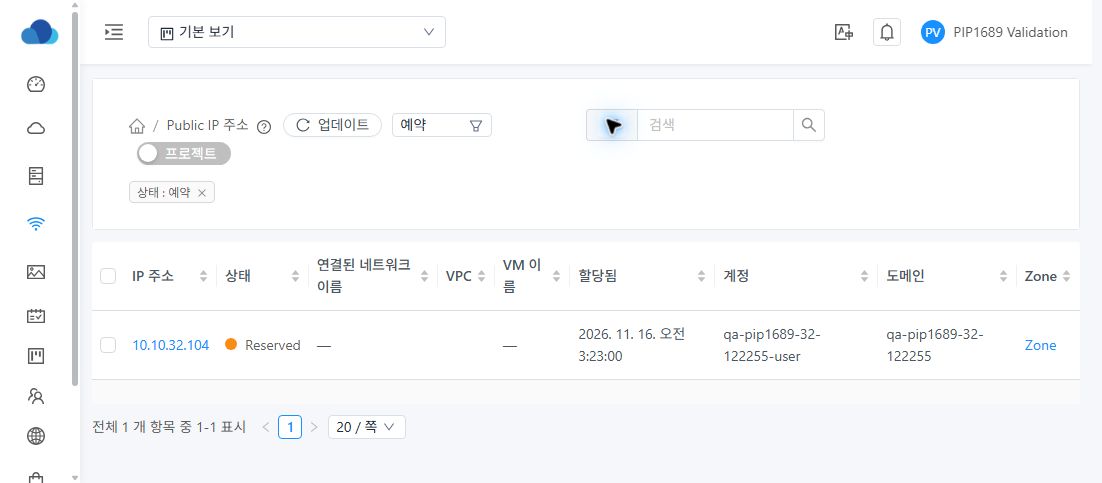 기본 보기
PV PIP1689 Validation
/ Public IP 주소 업데이트 예약
검색
프로젝트
상태 : 예약
IP 주소 상태 연결된 네트워크 이름 VPC VM 이름 할당됨 계정 도메인 Zone
10.10.32.104 Reserved — — 2026. 11. 16. 오전 3:23:00 qa-pip1689-32-122255-user qa-pip1689-32-122255 Zone
전체 1 개 항목 중 1-1 표시 < 1 > 20 / 쪽